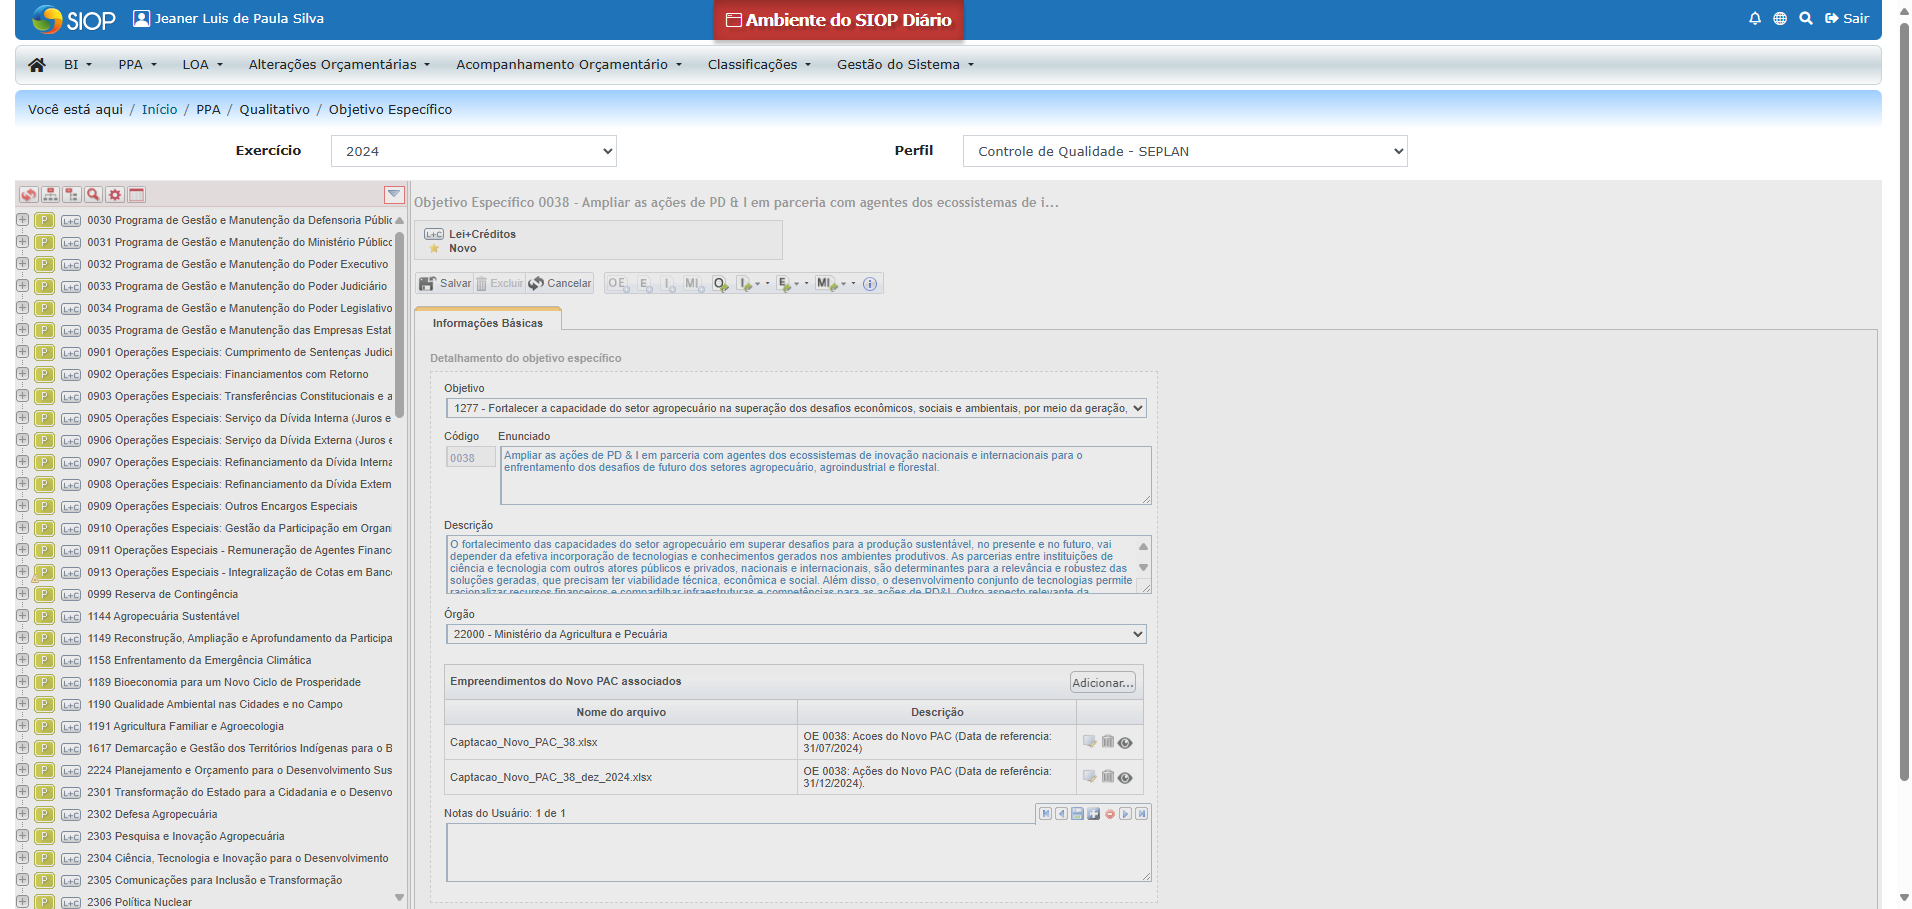 SIOP
Jeaner Luis de Paula Silva
Ambiente do SIOP Diário
Sair
BI
PPA
LOA
Alterações Orçamentárias
Acompanhamento Orçamentário
Classificações
Gestão do Sistema
Você está aqui / Início / PPA / Qualitativo / Objetivo Específico
Exercício
2024
Perfil
Controle de Qualidade - SEPLAN
P L+C 0030 Programa de Gestão e Manutenção da Defensoria Públic
P L+C 0031 Programa de Gestão e Manutenção do Ministério Público
P L+C 0032 Programa de Gestão e Manutenção do Poder Executivo
P L+C 0033 Programa de Gestão e Manutenção do Poder Judiciário
P L+C 0034 Programa de Gestão e Manutenção do Poder Legislativo
P L+C 0035 Programa de Gestão e Manutenção das Empresas Estat
P L+C 0901 Operações Especiais: Cumprimento de Sentenças Judici
P L+C 0902 Operações Especiais: Financiamentos com Retorno
P L+C 0903 Operações Especiais: Transferências Constitucionais e a
P L+C 0905 Operações Especiais: Serviço da Dívida Interna (Juros e
P L+C 0906 Operações Especiais: Serviço da Dívida Externa (Juros e
P L+C 0907 Operações Especiais: Refinanciamento da Dívida Interna
P L+C 0908 Operações Especiais: Refinanciamento da Dívida Extern
P L+C 0909 Operações Especiais: Outros Encargos Especiais
P L+C 0910 Operações Especiais: Gestão da Participação em Organi
P L+C 0911 Operações Especiais - Remuneração de Agentes Financ
P L+C 0913 Operações Especiais - Integralização de Cotas em Banc
P L+C 0999 Reserva de Contingência
P L+C 1144 Agropecuária Sustentável
P L+C 1149 Reconstrução, Ampliação e Aprofundamento da Participa
P L+C 1158 Enfrentamento da Emergência Climática
P L+C 1189 Bioeconomia para um Novo Ciclo de Prosperidade
P L+C 1190 Qualidade Ambiental nas Cidades e no Campo
P L+C 1191 Agricultura Familiar e Agroecologia
P L+C 1617 Demarcação e Gestão dos Territórios Indígenas para o B
P L+C 2224 Planejamento e Orçamento para o Desenvolvimento Sus
P L+C 2301 Transformação do Estado para a Cidadania e o Desenvo
P L+C 2302 Defesa Agropecuária
P L+C 2303 Pesquisa e Inovação Agropecuária
P L+C 2304 Ciência, Tecnologia e Inovação para o Desenvolvimento
P L+C 2305 Comunicações para Inclusão e Transformação
P L+C 2306 Política Nuclear
Objetivo Específico 0038 - Ampliar as ações de PD & I em parceria com agentes dos ecossistemas de i...
L+C Lei+Créditos
Novo
Salvar Excluir Cancelar OE E I MI O I E MI i
Informações Básicas
Detalhamento do objetivo específico
Objetivo
1277 - Fortalecer a capacidade do setor agropecuário na superação dos desafios econômicos, sociais e ambientais, por meio da geração,
Código Enunciado
0038
Ampliar as ações de PD & I em parceria com agentes dos ecossistemas de inovação nacionais e internacionais para o
enfrentamento dos desafios de futuro dos setores agropecuário, agroindustrial e florestal.
Descrição
O fortalecimento das capacidades do setor agropecuário em superar desafios para a produção sustentável, no presente e no futuro, vai
depender da efetiva incorporação de tecnologias e conhecimentos gerados nos ambientes produtivos. As parcerias entre instituições de
ciência e tecnologia com outros atores públicos e privados, nacionais e internacionais, são determinantes para a relevância e robustez das
soluções geradas, que precisam ter viabilidade técnica, econômica e social. Além disso, o desenvolvimento conjunto de tecnologias permite
racionalizar recursos financeiros e compartilhar infraestruturas e competências para as ações de PD&I. Outro aspecto relevante da
Órgão
22000 - Ministério da Agricultura e Pecuária
Empreendimentos do Novo PAC associados
Adicionar...
Nome do arquivo Descrição
Captacao_Novo_PAC_38.xlsx
OE 0038: Acoes do Novo PAC (Data de referencia:
31/07/2024)
Captacao_Novo_PAC_38_dez_2024.xlsx
OE 0038: Ações do Novo PAC (Data de referência:
31/12/2024).
Notas do Usuário: 1 de 1